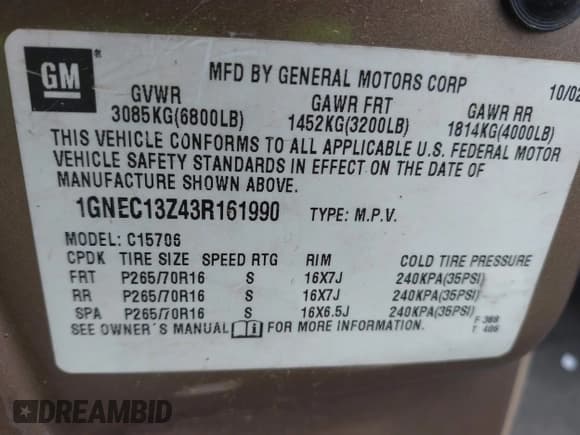 GM ®
MFD BY GENERAL MOTORS CORP 10/02
GVWR GAWR FRT GAWR RR
3085KG(6800LB) 1452KG(3200LB) 1814KG(4000LB)
THIS VEHICLE CONFORMS TO ALL APPLICABLE U.S. FEDERAL MOTOR
VEHICLE SAFETY STANDARDS IN EFFECT ON THE DATE OF
MANUFACTURE SHOWN ABOVE.
1GNEC13Z43R161990 TYPE: M.P.V.
MODEL: C15706
CPDK TIRE SIZE SPEED RTG RIM COLD TIRE PRESSURE
FRT P265/70R16 S 16X7J 240KPA(35PSI)
RR P265/70R16 S 16X7J 240KPA(35PSI)
SPA P265/70R16 S 16X6.5J 240KPA(35PSI)
SEE OWNER´S MANUAL FOR MORE INFORMATION.
DREAMBID